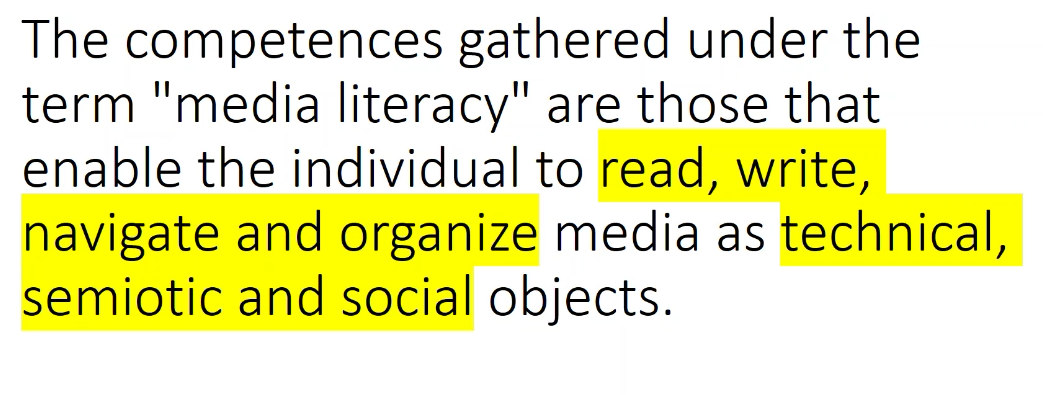 The competences gathered under the
term "media literacy" are those that
enable the individual to read, write,
navigate and organize media as technical,
semiotic and social objects.